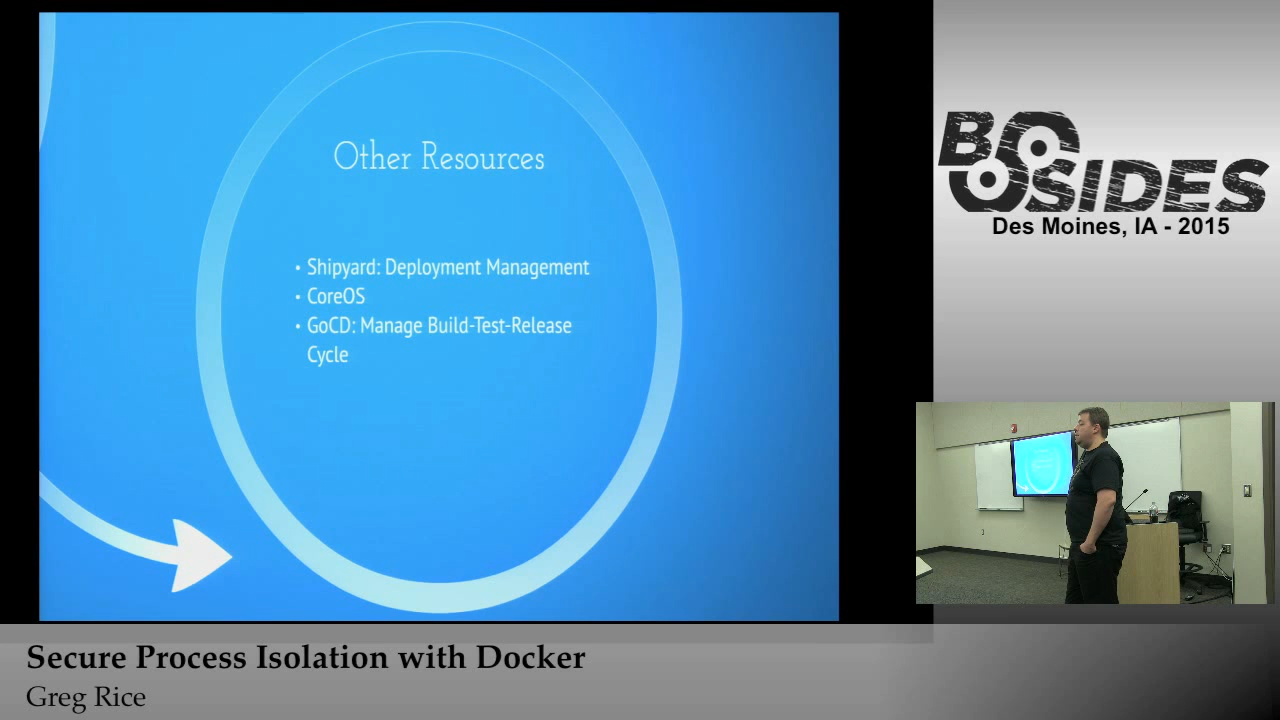 Other Resources
• Shipyard: Deployment Management
• CoreOS
• GoCD: Manage Build-Test-Release
Cycle
BSIDES
Des Moines, IA - 2015
Secure Process Isolation with Docker
Greg Rice